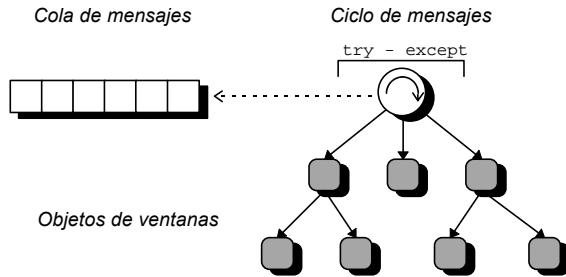 Cola de mensajes
Ciclo de mensajes
try - except
Objetos de ventanas